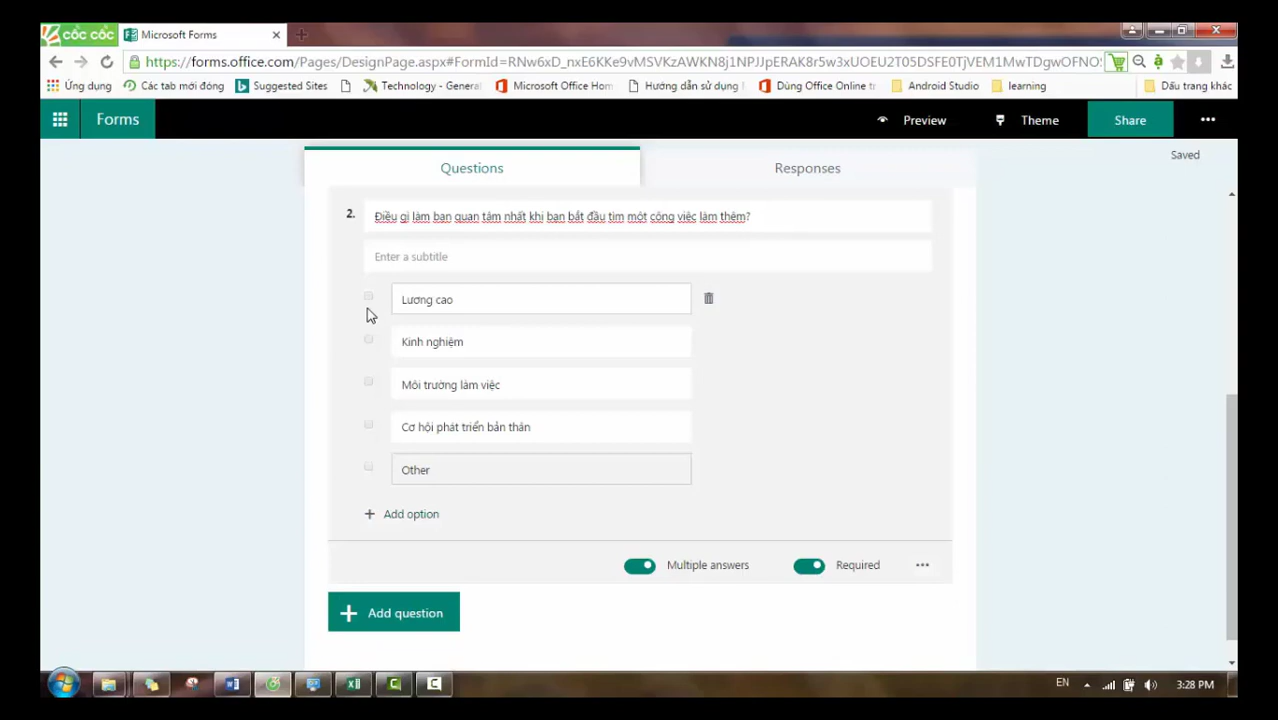 cốc cốc
Microsoft Forms
https://forms.office.com/Pages/DesignPage.aspx#FormId=RNw6xD_nxE6KKe9vMSVKzAWKN8j1NPJJpERAK8r5w3xUOEU2T05DSFE0TjVEM1MwTDgwOFNO
Ứng dụng
Các tab mới đóng
Suggested Sites
Technology - General
Microsoft Office Hom
Hướng dẫn sử dụng
Dùng Office Online tr
Android Studio
learning
Dấu trang khác
Forms
Preview
Theme
Share
Questions
Responses
Saved
2. Điều gì làm bạn quan tâm nhất khi bạn bắt đầu tìm một công việc làm thêm?
Enter a subtitle
Lương cao
Kinh nghiệm
Môi trường làm việc
Cơ hội phát triển bản thân
Other
Add option
Multiple answers
Required
Add question
EN
3:28 PM